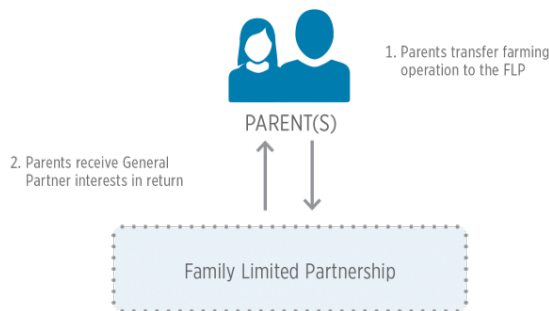 1. Parents transfer farming
operation to the FLP
PARENT(S)
2. Parents receive General
Partner interests in return
Family Limited Partnership